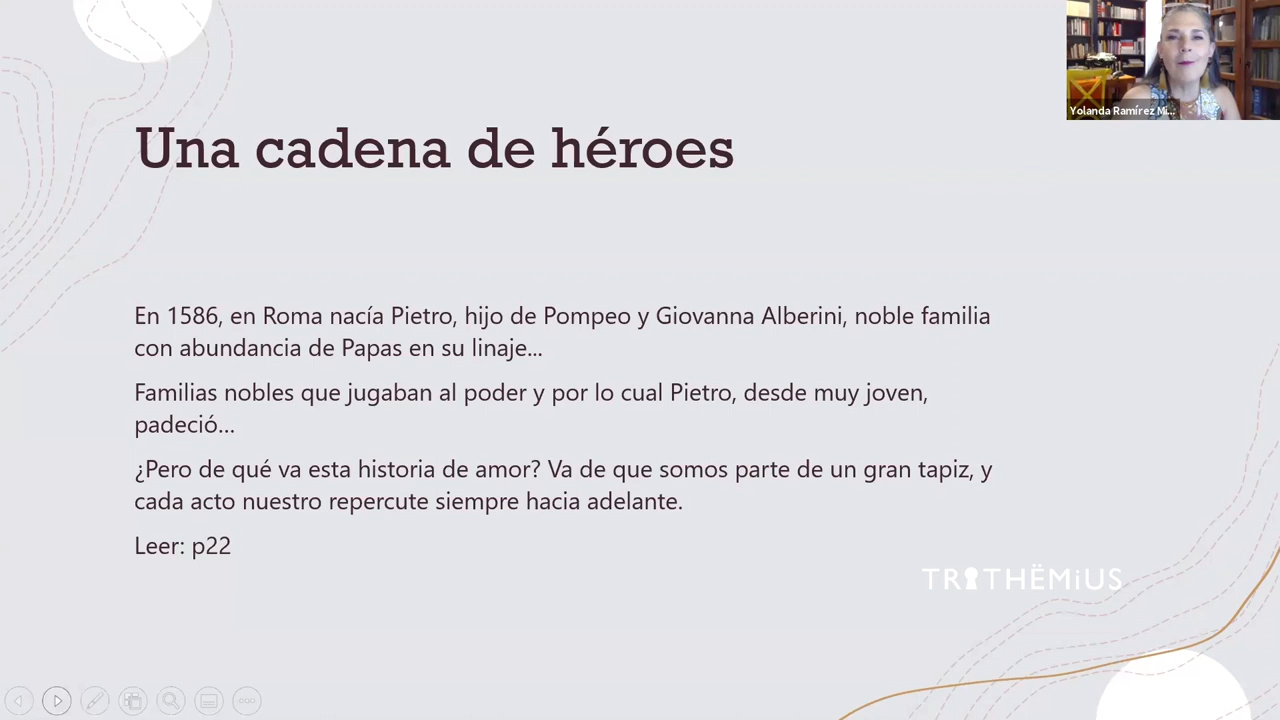 Yolanda Ramírez Mi...
Una cadena de héroes
En 1586, en Roma nacía Pietro, hijo de Pompeo y Giovanna Alberini, noble familia
con abundancia de Papas en su linaje...
Familias nobles que jugaban al poder y por lo cual Pietro, desde muy joven,
padeció...
¿Pero de qué va esta historia de amor? Va de que somos parte de un gran tapiz, y
cada acto nuestro repercute siempre hacia adelante.
Leer: p22
TRiTHËMiUS